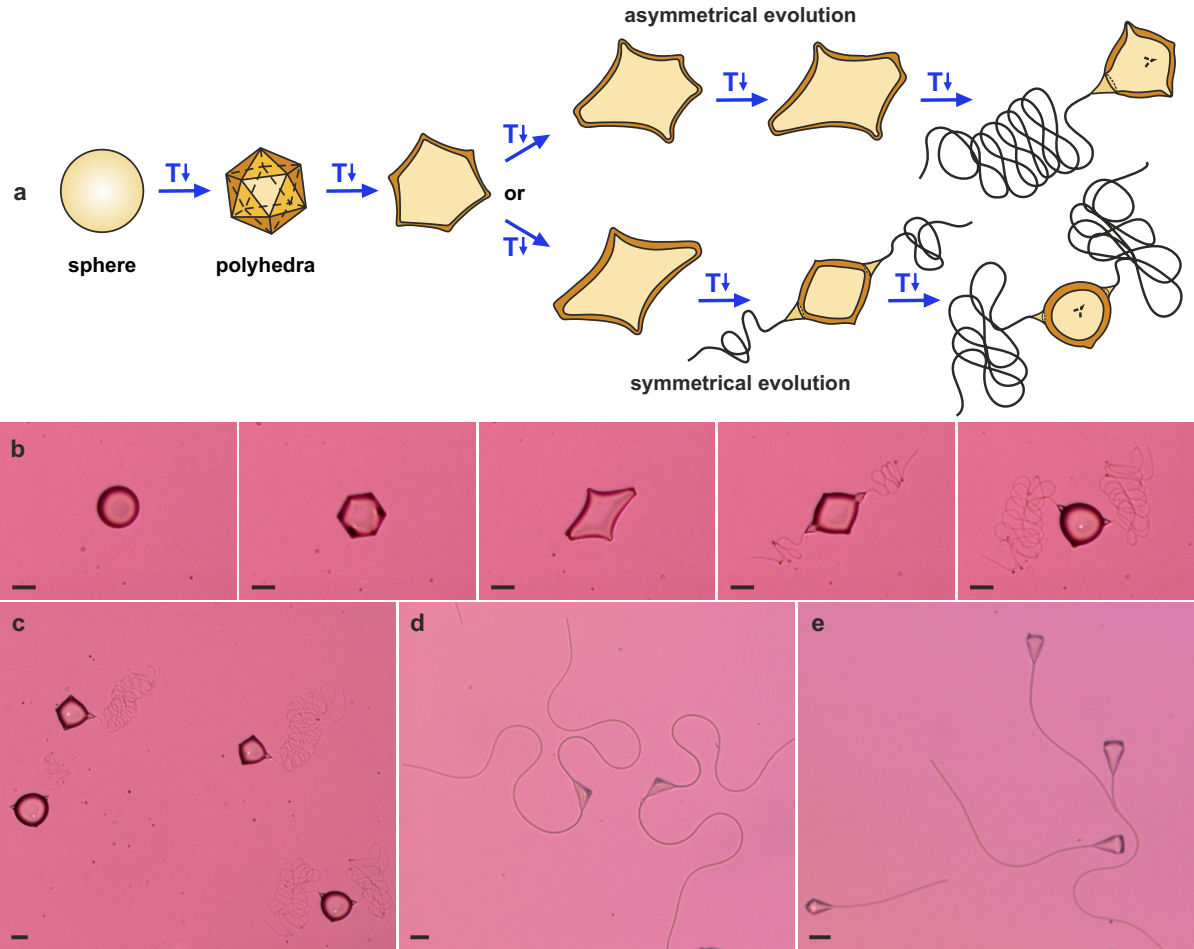 asymmetrical evolution
T↓
T↓
T↓
a
T↓
T↓
or
T↓
sphere
polyhedra
T↓
T↓
symmetrical evolution
b
c
d
e